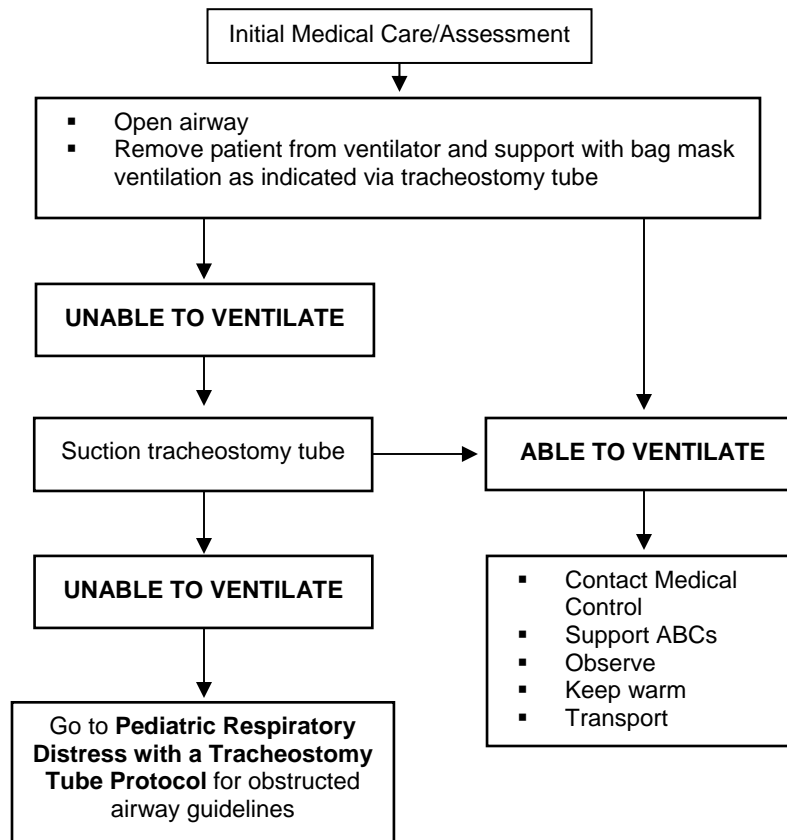 Initial Medical Care/Assessment
▪ Open airway
▪ Remove patient from ventilator and support with bag mask
ventilation as indicated via tracheostomy tube
UNABLE TO VENTILATE
Suction tracheostomy tube
ABLE TO VENTILATE
UNABLE TO VENTILATE
▪ Contact Medical
Control
▪ Support ABCs
▪ Observe
▪ Keep warm
▪ Transport
Go to Pediatric Respiratory
Distress with a Tracheostomy
Tube Protocol for obstructed
airway guidelines